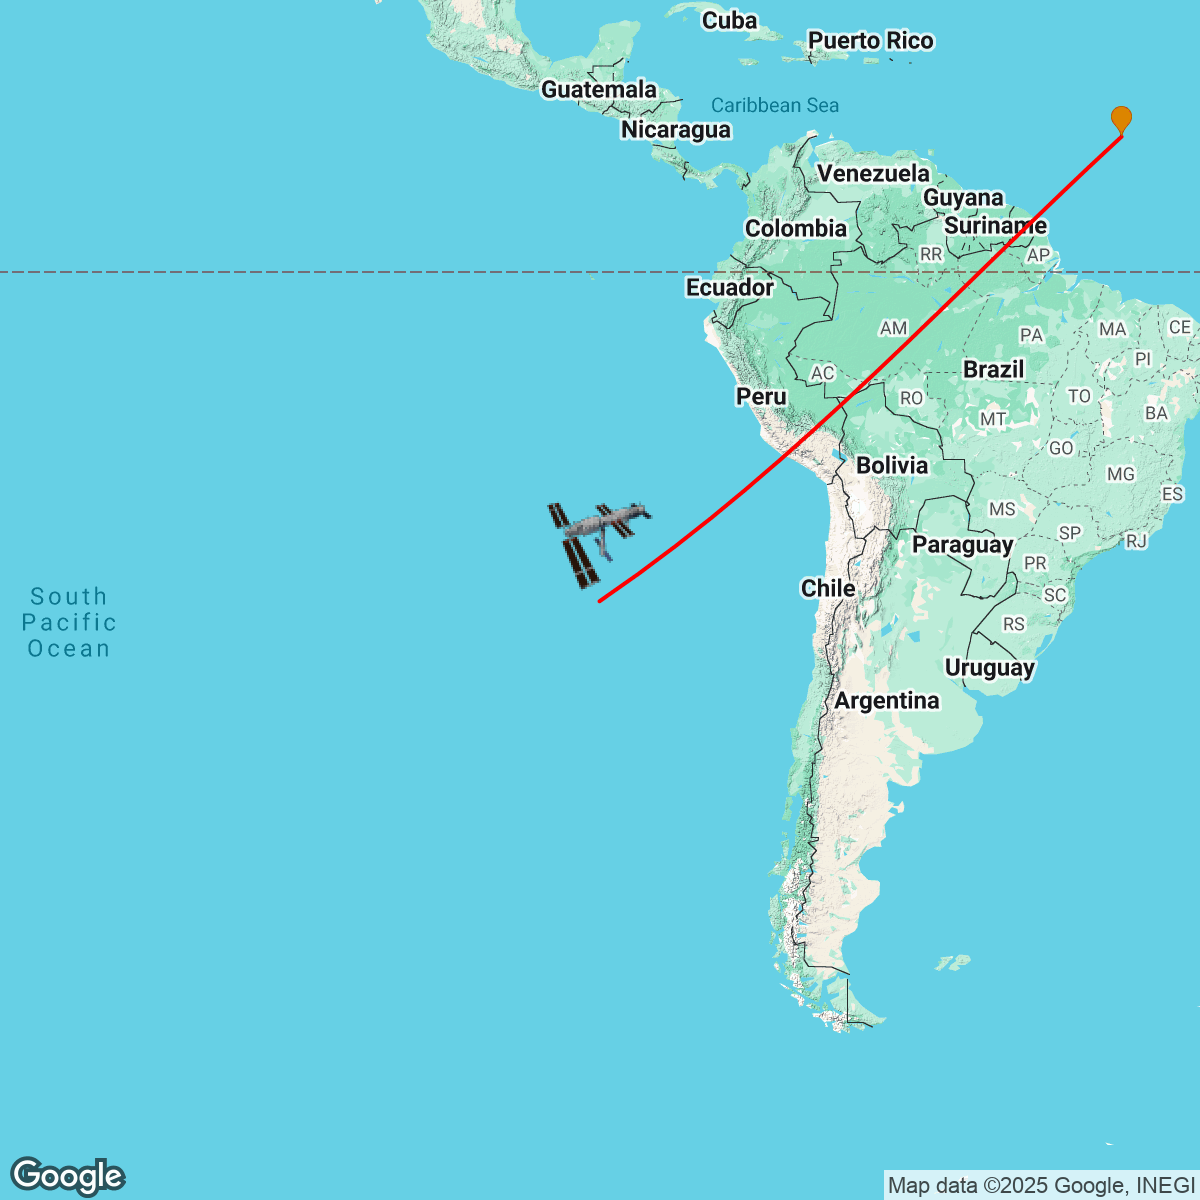 Cuba
Puerto Rico
Guatemala
Caribbean Sea
Nicaragua
Venezuela
Guyana
Colombia
Suriname
RR
AP
Ecuador
AM
PA
MA
CE
PI
AC
Brazil
Peru
RO
TO
BA
MT
GO
Bolivia
MG
ES
MS
SP
RJ
Paraguay
PR
Chile
SC
South
Pacific
Ocean
RS
Uruguay
Argentina
Google
Map data ©2025 Google, INEGI